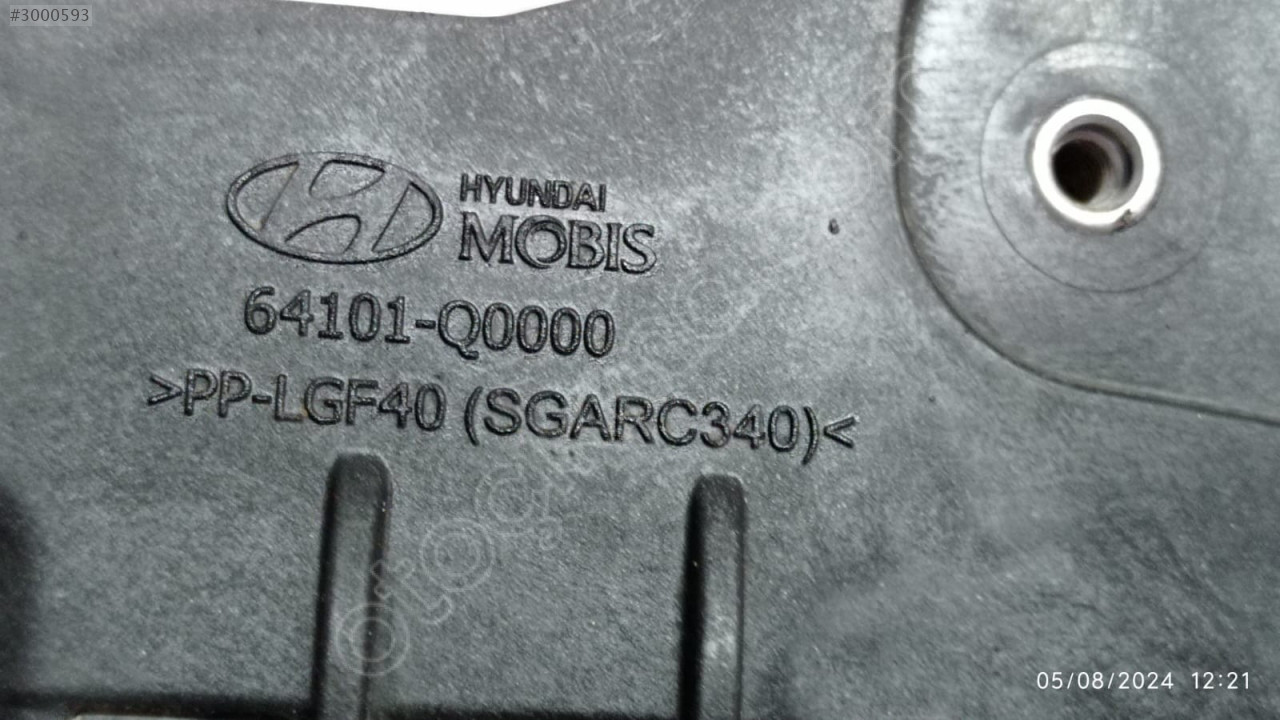 #3000593
HYUNDAI
MOBIS
64101-Q0000
>PP-LGF40 (SGARC340)<
05/08/2024 12:21